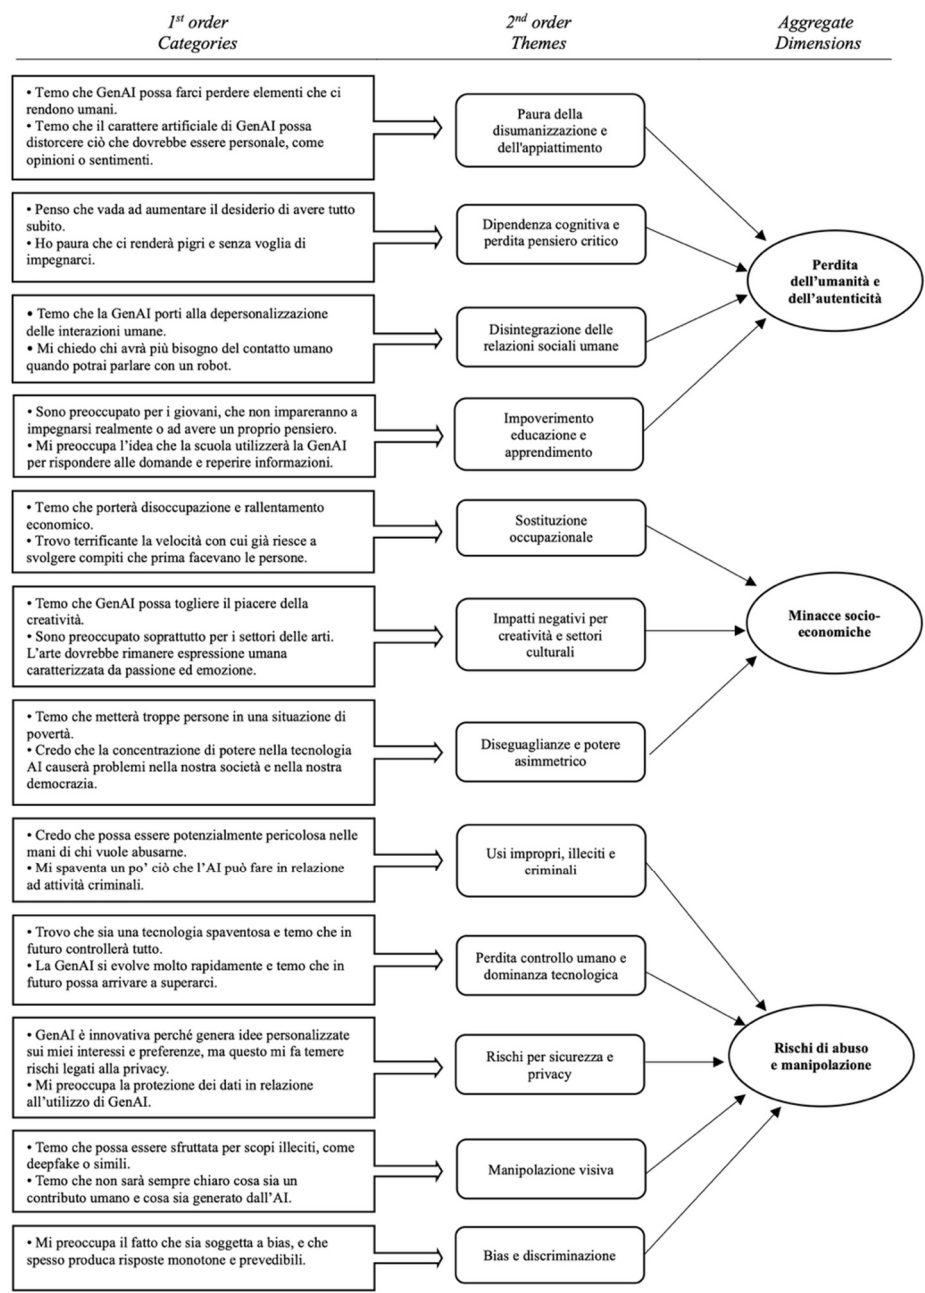 1st order
Categories
2nd order
Themes
Aggregate
Dimensions
• Temo che GenAI possa farci perdere elementi che ci
rendono umani.
• Temo che il carattere artificiale di GenAI possa
distorcere ciò che dovrebbe essere personale, come
opinioni o sentimenti.
Paura della
disumanizzazione e
dell'appiattimento
• Penso che vada ad aumentare il desiderio di avere tutto
subito.
• Ho paura che ci renderà pigri e senza voglia di
impegnarci.
Dipendenza cognitiva e
perdita pensiero critico
Perdita
dell’umanità e
dell’autenticità
• Temo che la GenAI porti alla depersonalizzazione
delle interazioni umane.
• Mi chiedo chi avrà più bisogno del contatto umano
quando potrai parlare con un robot.
Disintegrazione delle
relazioni sociali umane
• Sono preoccupato per i giovani, che non impareranno a
impegnarsi realmente o ad avere un proprio pensiero.
• Mi preoccupa l’idea che la scuola utilizzerà la GenAI
per rispondere alle domande e reperire informazioni.
Impoverimento
educazione e
apprendimento
• Temo che porterà disoccupazione e rallentamento
economico.
• Trovo terrificante la velocità con cui già riesce a
svolgere compiti che prima facevano le persone.
Sostituzione
occupazionale
• Temo che GenAI possa togliere il piacere della
creatività.
• Sono preoccupato soprattutto per i settori delle arti.
L’arte dovrebbe rimanere espressione umana
caratterizzata da passione ed emozione.
Impatti negativi per
creatività e settori
culturali
Minacce socio-
economiche
• Temo che metterà troppe persone in una situazione di
povertà.
• Credo che la concentrazione di potere nella tecnologia
AI causerà problemi nella nostra società e nella nostra
democrazia.
Diseguaglianze e potere
asimmetrico
• Credo che possa essere potenzialmente pericolosa nelle
mani di chi vuole abusarne.
• Mi spaventa un po’ ciò che l’AI può fare in relazione
ad attività criminali.
Usi impropri, illeciti e
criminali
• Trovo che sia una tecnologia spaventosa e temo che in
futuro controllerà tutto.
• La GenAI si evolve molto rapidamente e temo che in
futuro possa arrivare a superarci.
Perdita controllo umano e
dominanza tecnologica
• GenAI è innovativa perché genera idee personalizzate
sui miei interessi e preferenze, ma questo mi fa temere
rischi legati alla privacy.
• Mi preoccupa la protezione dei dati in relazione
all’utilizzo di GenAI.
Rischi per sicurezza e
privacy
Rischi di abuso
e manipolazione
• Temo che possa essere sfruttata per scopi illeciti, come
deepfake o simili.
• Temo che non sarà sempre chiaro cosa sia un
contributo umano e cosa sia generato dall’AI.
Manipolazione visiva
• Mi preoccupa il fatto che sia soggetta a bias, e che
spesso produca risposte monotone e prevedibili.
Bias e discriminazione